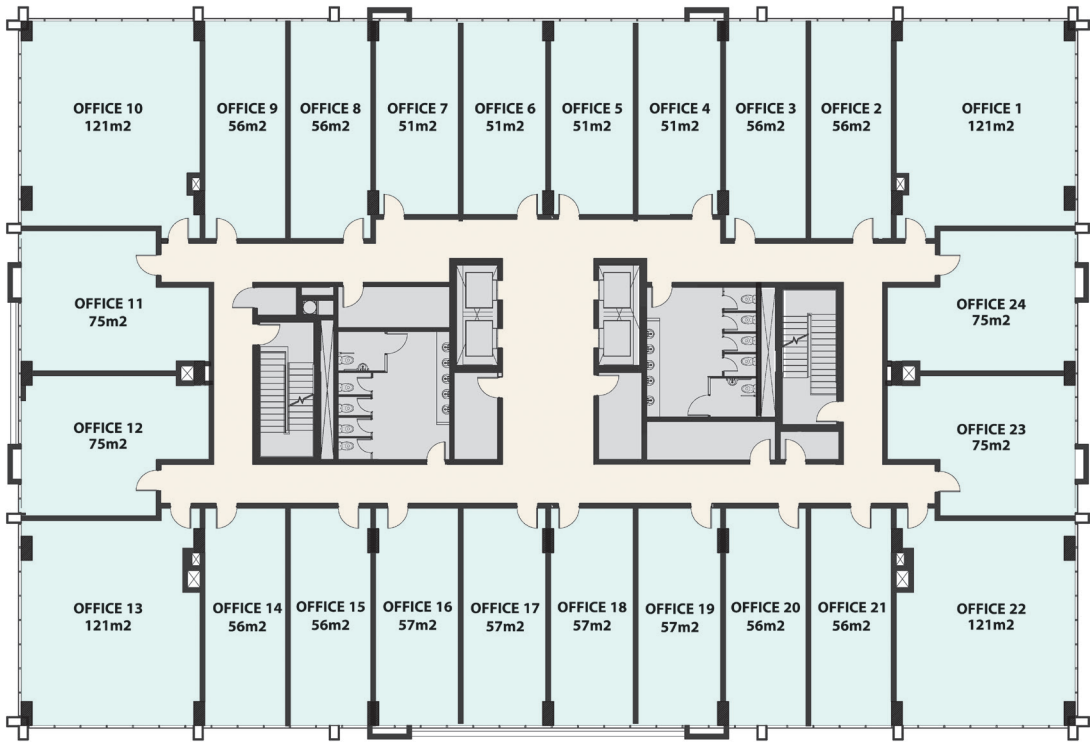 OFFICE 10
121m2
OFFICE 9
56m2
OFFICE 8
56m2
OFFICE 7
51m2
OFFICE 6
51m2
OFFICE 5
51m2
OFFICE 4
51m2
OFFICE 3
56m2
OFFICE 2
56m2
OFFICE 1
121m2
OFFICE 11
75m2
OFFICE 24
75m2
OFFICE 12
75m2
OFFICE 23
75m2
OFFICE 13
121m2
OFFICE 14
56m2
OFFICE 15
56m2
OFFICE 16
57m2
OFFICE 17
57m2
OFFICE 18
57m2
OFFICE 19
57m2
OFFICE 20
56m2
OFFICE 21
56m2
OFFICE 22
121m2